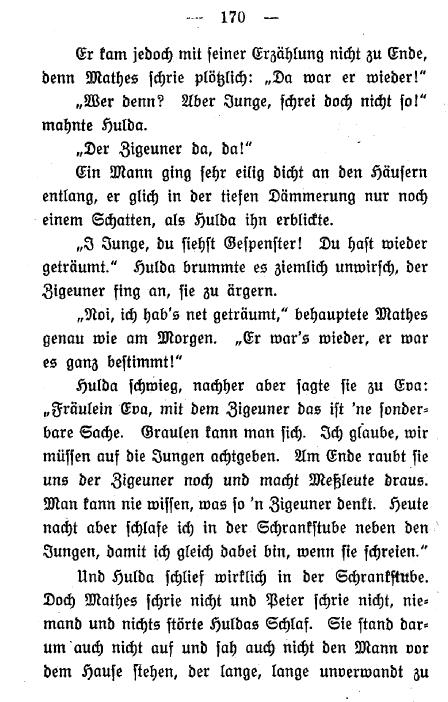 — 170 —
Er kam jedoch mit seiner Erzählung nicht zu Ende,
denn Mathes schrie plötzlich: „Da war er wieder!"
„Wer denn? Aber Junge, schrei doch nicht so!"
mahnte Hulda.
„Der Zigeuner da, da!"
Ein Mann ging sehr eilig dicht an den Häusern
entlang, er glich in der tiefen Dämmerung nur noch
einem Schatten, als Hulda ihn erblickte.
„I Junge, du siehst Gespenster! Du hast wieder
geträumt." Hulda brummte es ziemlich unwirsch, der
Zigeuner fing an, sie zu ärgern.
„Noi, ich hab's net geträumt," behauptete Mathes
genau wie am Morgen. „Er war's wieder, er war
es ganz bestimmt!"
Hulda schwieg, nachher aber sagte sie zu Eva:
„Fräulein Eva, mit dem Zigeuner das ist 'ne sonder-
bare Sache. Graulen kann man sich. Ich glaube, wir
müssen auf die Jungen achtgeben. Am Ende raubt sie
uns der Zigeuner noch und macht Meßleute draus.
Man kann nie wissen, was so 'n Zigeuner denkt. Heute
nacht aber schlafe ich in der Schrankstube neben den
Jungen, damit ich gleich dabei bin, wenn sie schreien."
Und Hulda schlief wirklich in der Schrankstube.
Doch Mathes schrie nicht und Peter schrie nicht, nie-
mand und nichts störte Huldas Schlaf. Sie stand dar-
um auch nicht auf und sah auch nicht den Mann vor
dem Hause stehen, der lange, lange unverwandt zu